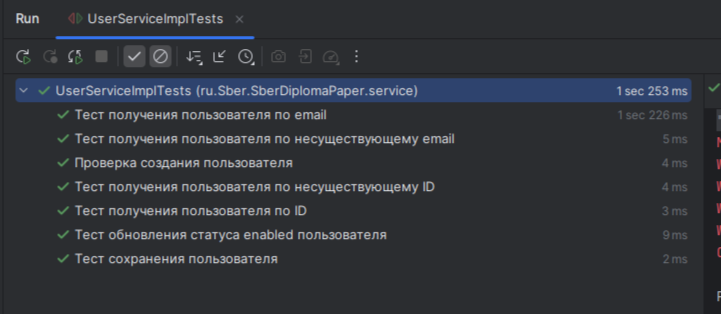 Run UserServiceImplTests
UserServiceImplTests (ru.Sber.SberDiplomaPaper.service) 1 sec 253 ms
Тест получения пользователя по email 1 sec 226 ms
Тест получения пользователя по несуществующему email 5 ms
Проверка создания пользователя 4 ms
Тест получения пользователя по несуществующему ID 4 ms
Тест получения пользователя по ID 3 ms
Тест обновления статуса enabled пользователя 9 ms
Тест сохранения пользователя 2 ms